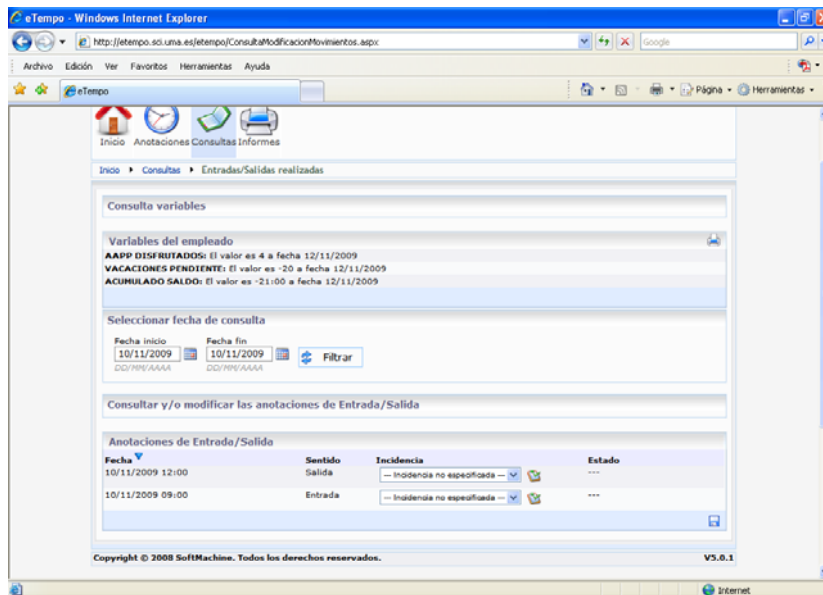 eTempo - Windows Internet Explorer
http://etempo.sci.uma.es/etempo/ConsultaModificacionMovimientos.aspx
Google
Archivo Edición Ver Favoritos Herramientas Ayuda
eTempo
Página Herramientas
Inicio Anotaciones Consultas Informes
Inicio Consultas Entradas/Salidas realizadas
Consulta variables
Variables del empleado
AAPP DISFRUTADOS: El valor es 4 a fecha 12/11/2009
VACACIONES PENDIENTE: El valor es -20 a fecha 12/11/2009
ACUMULADO SALDO: El valor es -21:00 a fecha 12/11/2009
Seleccionar fecha de consulta
Fecha inicio Fecha fin
10/11/2009 10/11/2009 Filtrar
DD/MM/AAAA DD/MM/AAAA
Consultar y/o modificar las anotaciones de Entrada/Salida
Anotaciones de Entrada/Salida
Fecha Sentido Incidencia Estado
10/11/2009 12:00 Salida -- Incidencia no especificada -- ---
10/11/2009 09:00 Entrada -- Incidencia no especificada -- ---
Copyright © 2008 SoftMachine. Todos los derechos reservados. V5.0.1
Internet